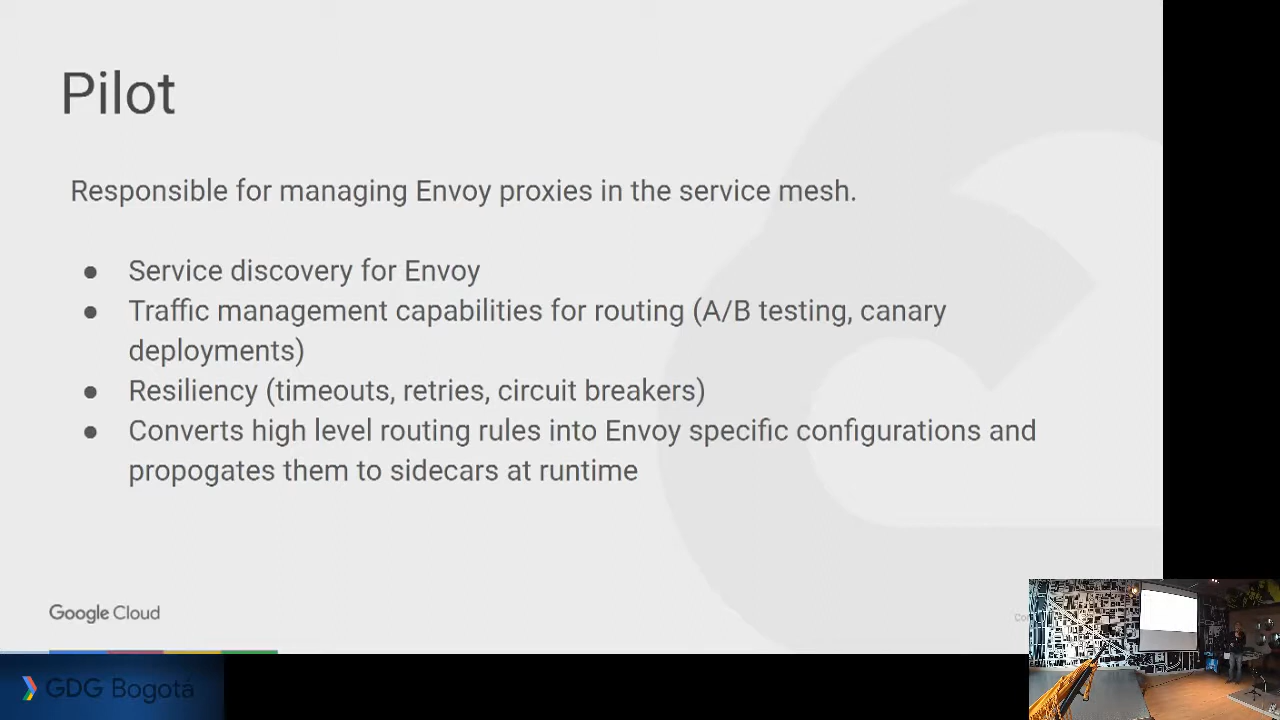 Pilot
Responsible for managing Envoy proxies in the service mesh.
● Service discovery for Envoy
● Traffic management capabilities for routing (A/B testing, canary
deployments)
● Resiliency (timeouts, retries, circuit breakers)
● Converts high level routing rules into Envoy specific configurations and
propogates them to sidecars at runtime
Google Cloud
GDG Bogotá